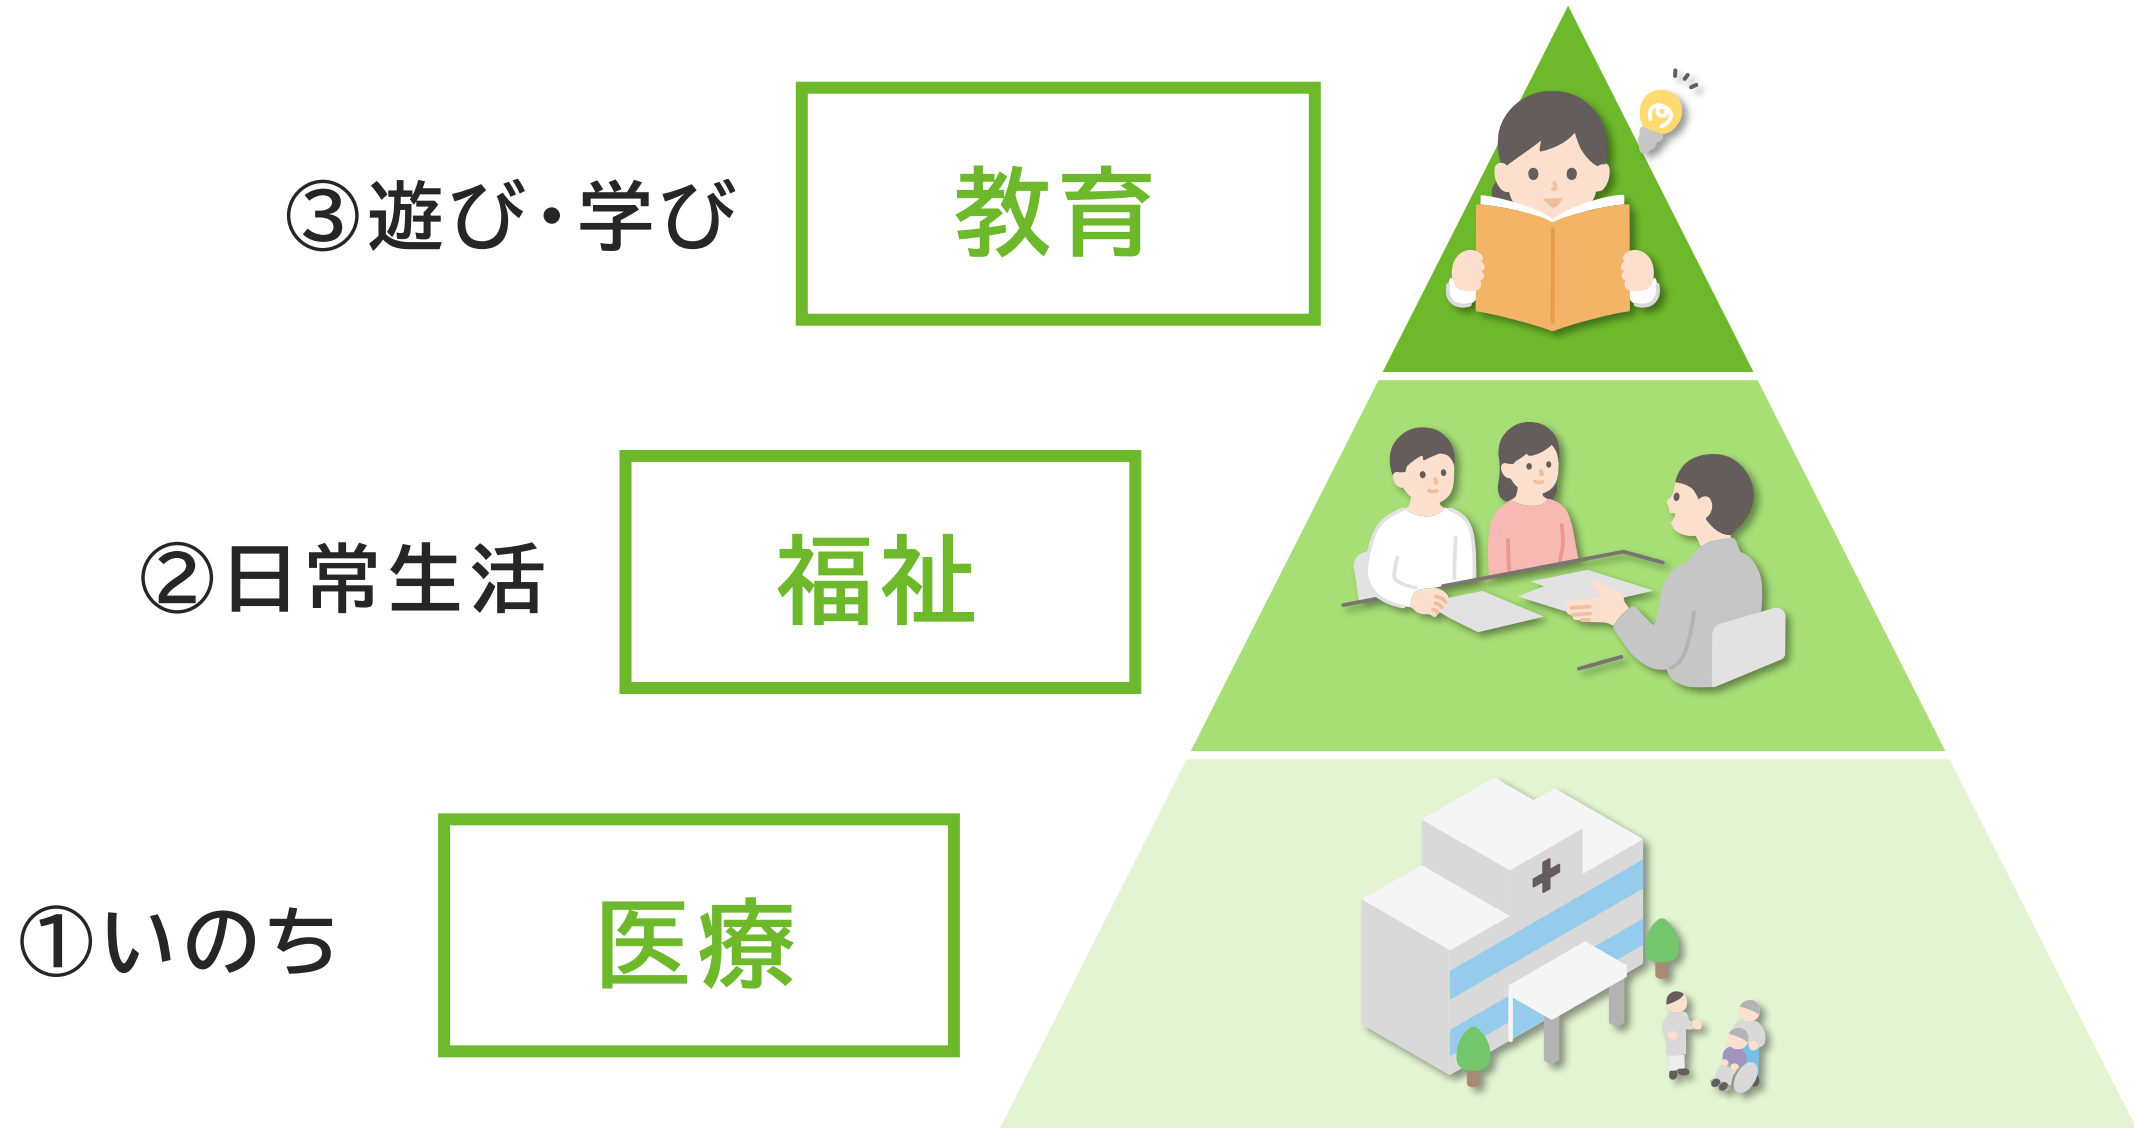 ③遊び・学び
教育
②日常生活
福祉
①いのち
医療